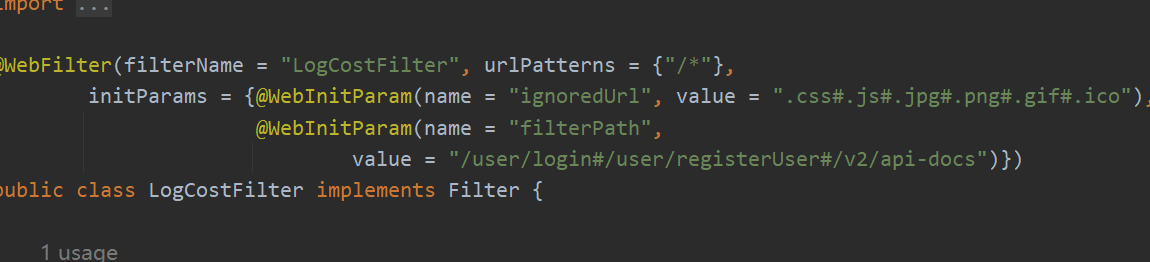 import ...
@WebFilter(filterName = "LogCostFilter", urlPatterns = {"/*"},
initParams = {@WebInitParam(name = "ignoredUrl", value = ".css#.js#.jpg#.png#.gif#.ico"),
@WebInitParam(name = "filterPath",
value = "/user/login#/user/registerUser#/v2/api-docs")})
public class LogCostFilter implements Filter {
1 usage